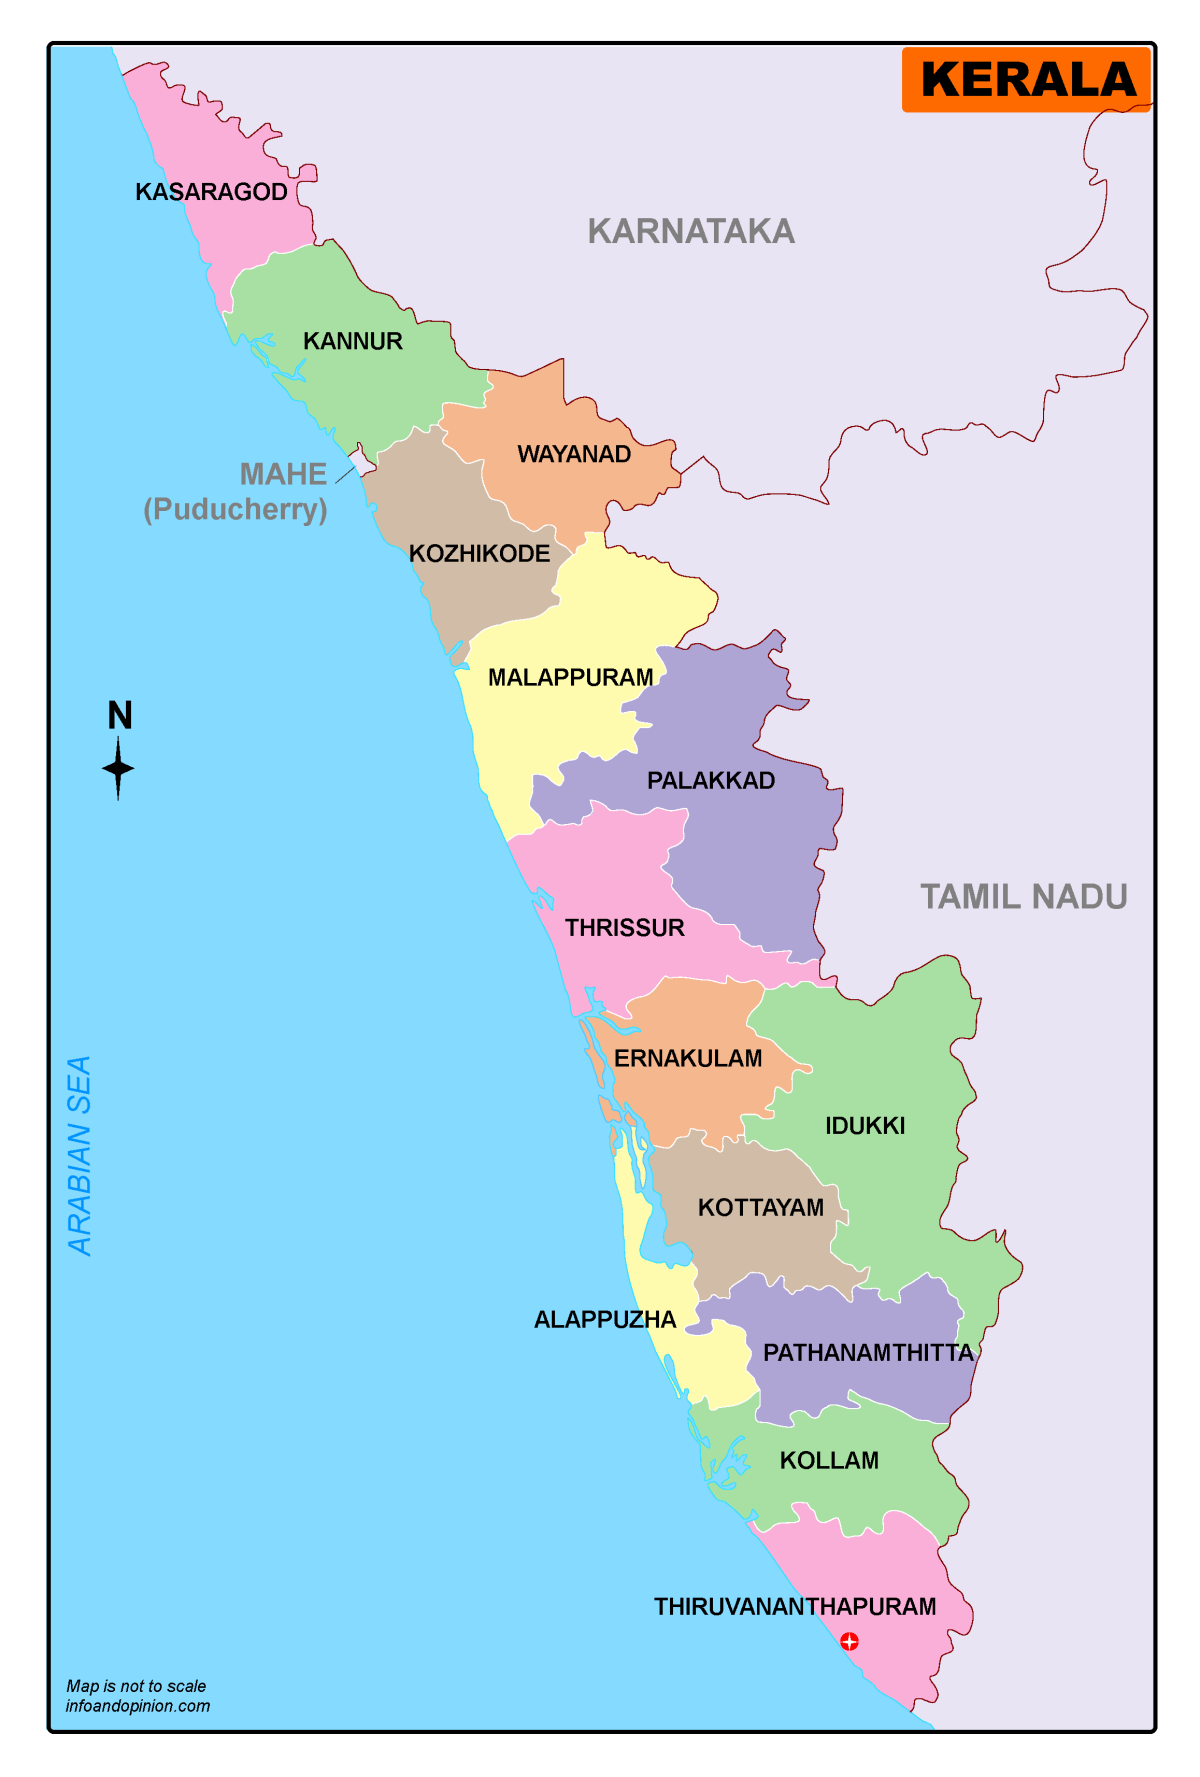 KERALA
KASARAGOD
KARNATAKA
KANNUR
WAYANAD
MAHE
(Puducherry)
KOZHIKODE
MALAPPURAM
N
PALAKKAD
TAMIL NADU
THRISSUR
ERNAKULAM
ARABIAN SEA
IDUKKI
KOTTAYAM
ALAPPUZHA
PATHANAMTHITTA
KOLLAM
THIRUVANANTHAPURAM
Map is not to scale
infoandopinion.com